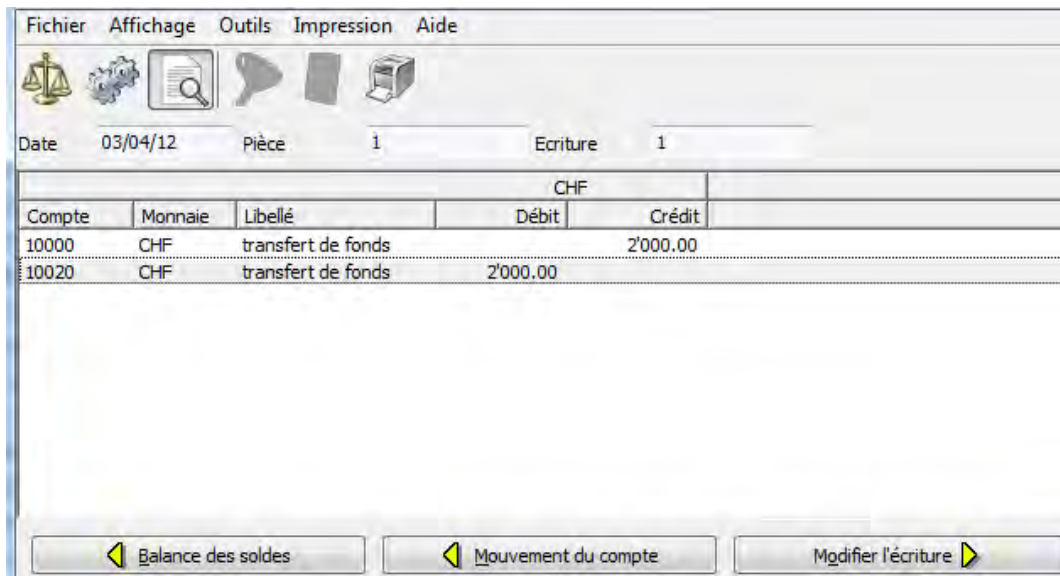 Fichier Affichage Outils Impression Aide
Date 03/04/12 Pièce 1 Ecriture 1
CHF
Compte Monnaie Libellé Débit Crédit
10000 CHF transfert de fonds 2'000.00
10020 CHF transfert de fonds 2'000.00
Balance des soldes Mouvement du compte Modifier l'écriture